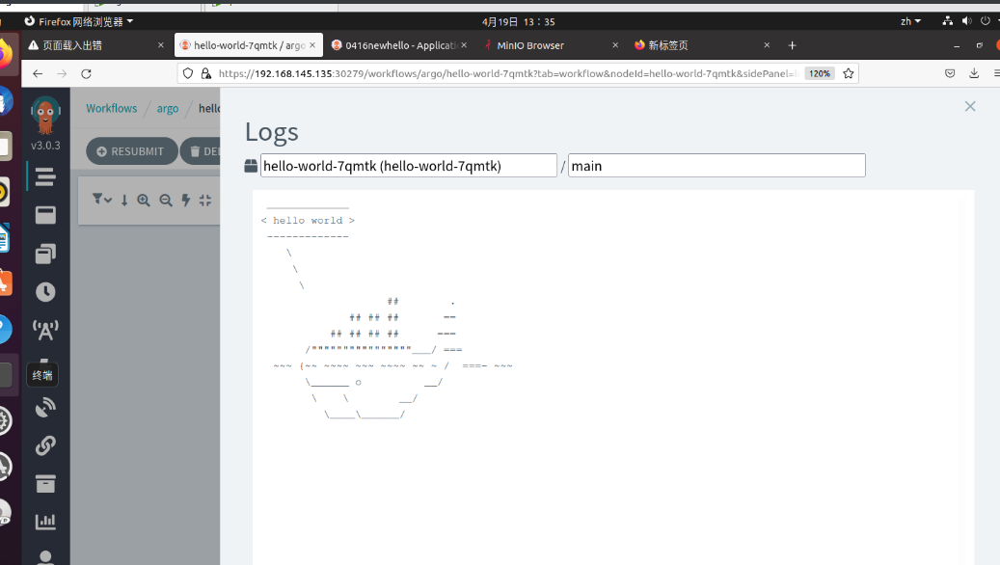 Firefox 网络浏览器
4月19日 13：35
zh
页面载入出错
hello-world-7qmtk / argo
0416newhello - Applicati
MinIO Browser
新标签页
https://192.168.145.135:30279/workflows/argo/hello-world-7qmtk?tab=workflow&nodeId=hello-world-7qmtk&sidePanel=
120%
Workflows / argo / hello
v3.0.3
RESUBMIT
DEL
Logs
hello-world-7qmtk (hello-world-7qmtk) / main
 _____________
< hello world >
 -------------
    \
     \
      \
                    ##        .
              ## ## ##       ==
           ## ## ## ##      ===
       /""""""""""""""""___/ ===
  ~~~ {~~ ~~~~ ~~~ ~~~~ ~~ ~ /  ===- ~~~
       \______ o          __/
        \    \        __/
          \____\______/
终端